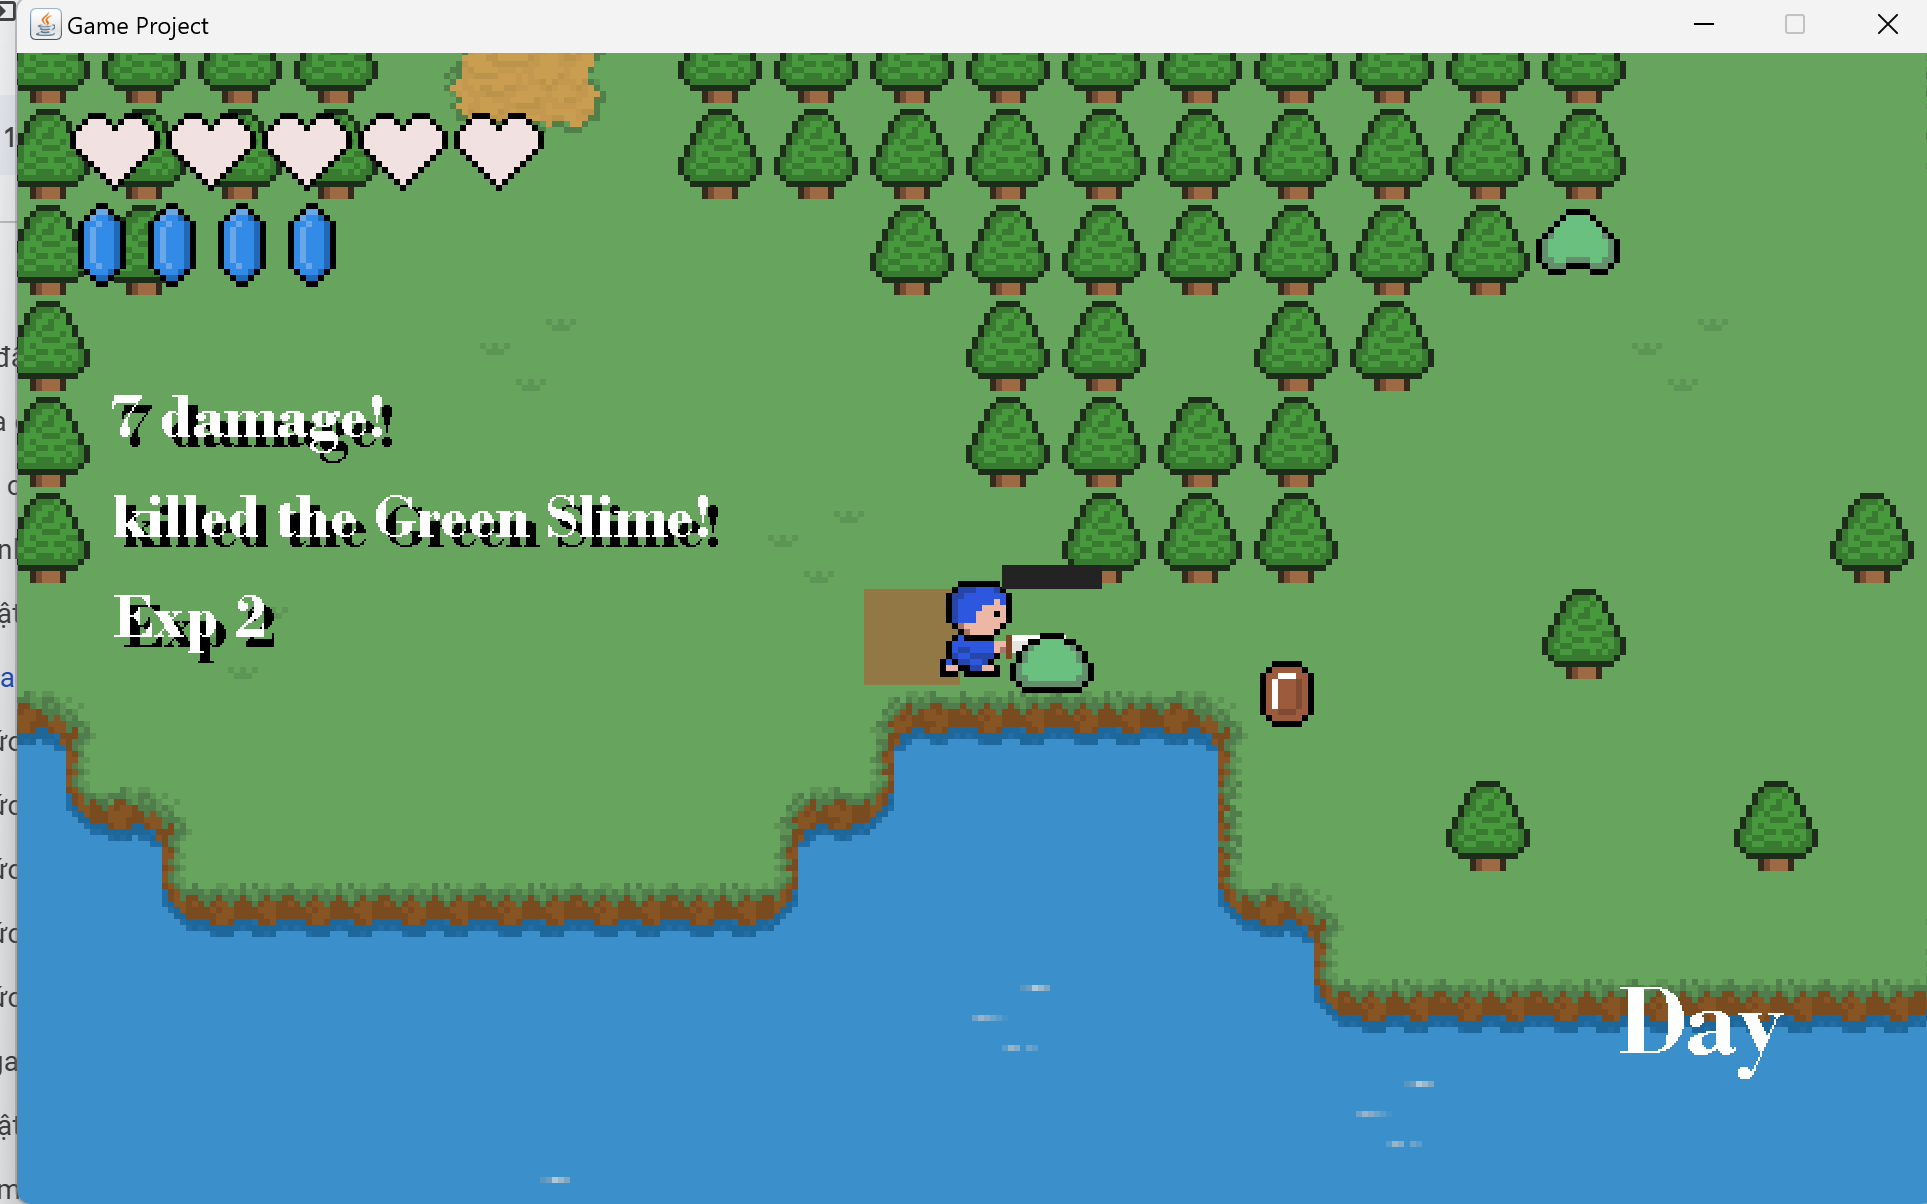 Game Project
7 damage!
killed the Green Slime!
Exp 2
Day